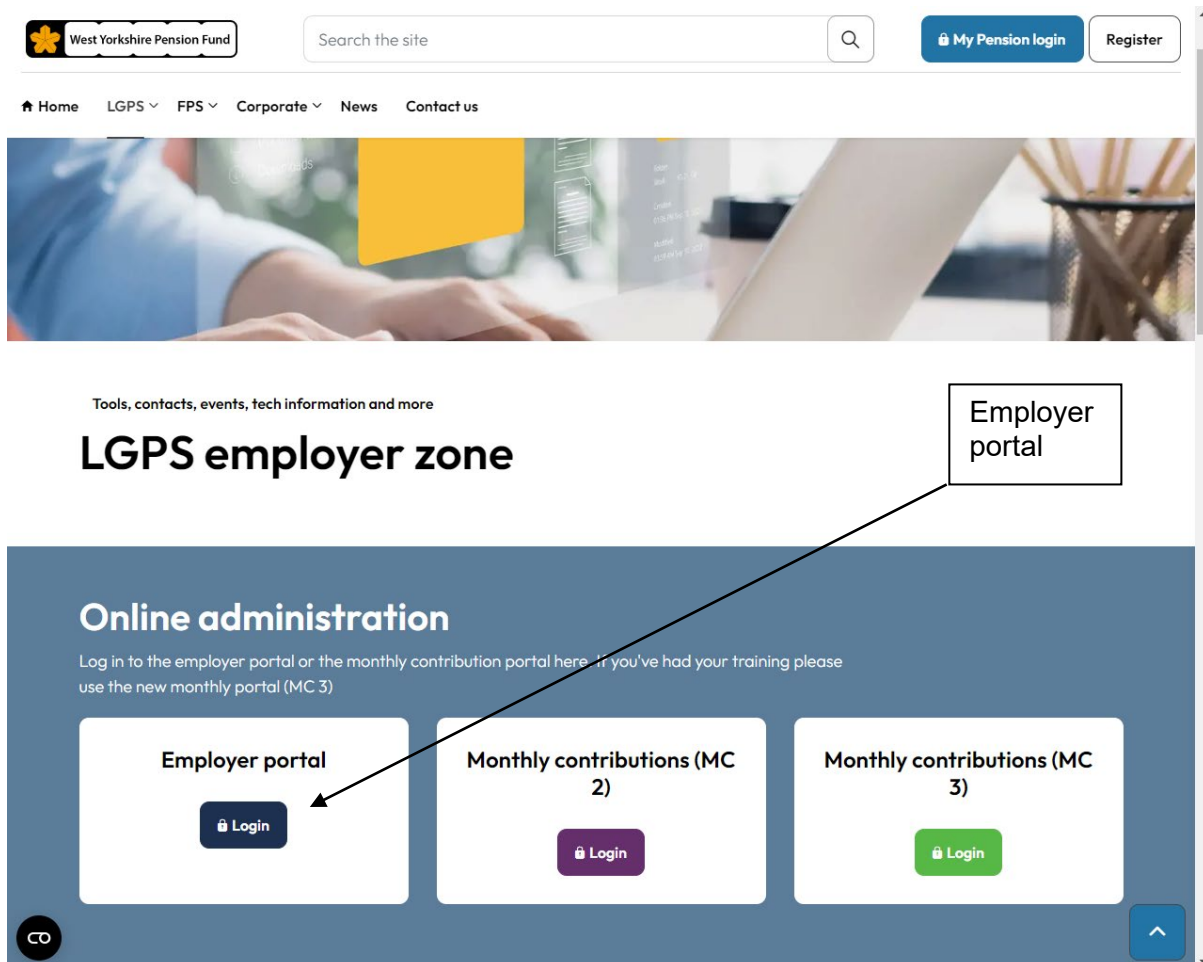 West Yorkshire Pension Fund
Search the site
My Pension login
Register
Home LGPS FPS Corporate News Contact us
Tools, contacts, events, tech information and more
LGPS employer zone
Employer
portal
Online administration
Log in to the employer portal or the monthly contribution portal here. If you've had your training please
use the new monthly portal (MC 3)
Employer portal
Login
Monthly contributions (MC
2)
Login
Monthly contributions (MC
3)
Login